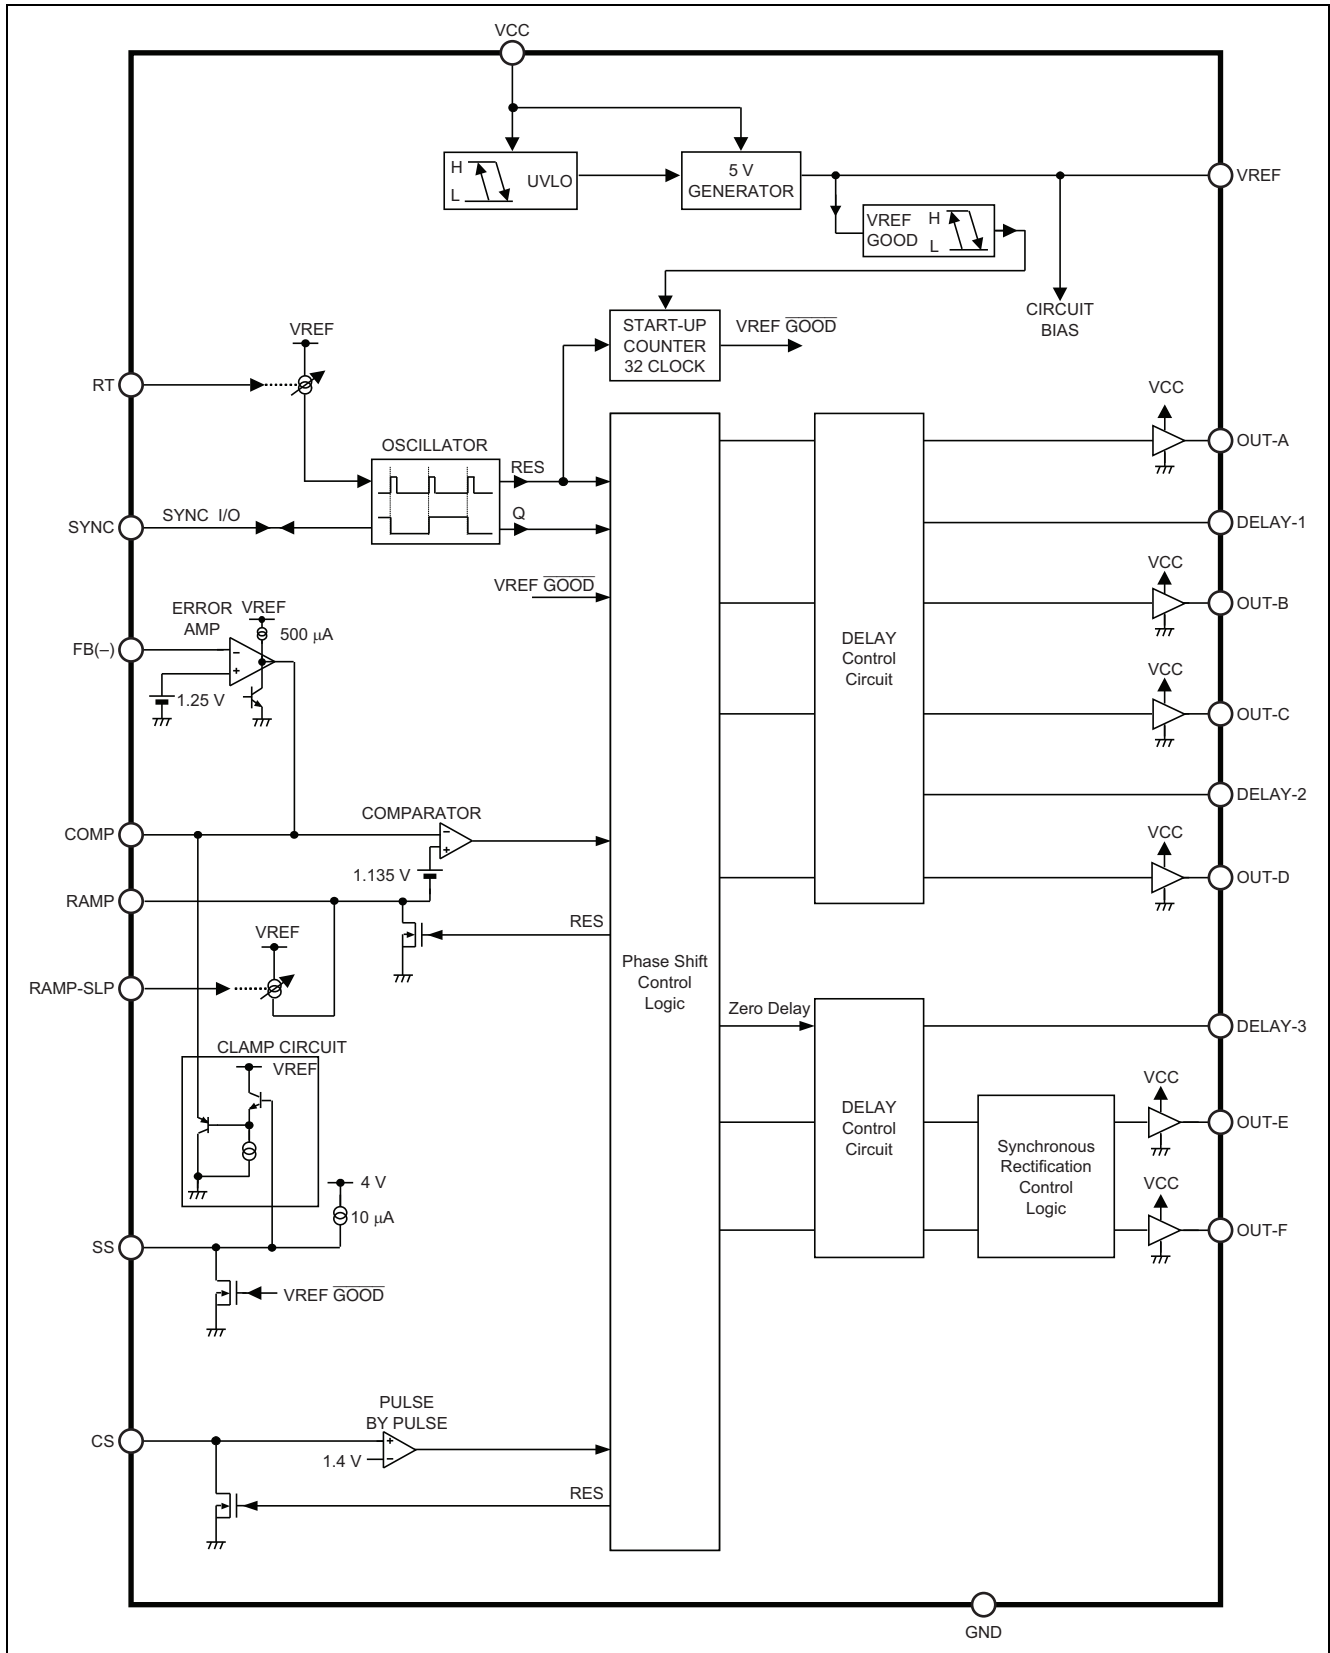 VCC
H
L
UVLO
5 V
GENERATOR
VREF
VREF
GOOD
H
L
CIRCUIT
BIAS
START-UP
COUNTER
32 CLOCK
VREF GOOD
VREF
RT
OSCILLATOR
RES
Q
SYNC
SYNC I/O
VREF GOOD
ERROR
AMP
VREF
500 µA
FB(–)
–
+
1.25 V
VCC
OUT-A
DELAY-1
VCC
OUT-B
DELAY
Control
Circuit
VCC
OUT-C
DELAY-2
VCC
OUT-D
COMP
COMPARATOR
–
+
1.135 V
RAMP
RES
VREF
RAMP-SLP
Phase Shift
Control
Logic
Zero Delay
DELAY-3
CLAMP CIRCUIT
VREF
DELAY
Control
Circuit
Synchronous
Rectification
Control
Logic
VCC
OUT-E
VCC
OUT-F
4 V
10 µA
SS
VREF GOOD
PULSE
BY PULSE
CS
+
–
1.4 V
RES
GND